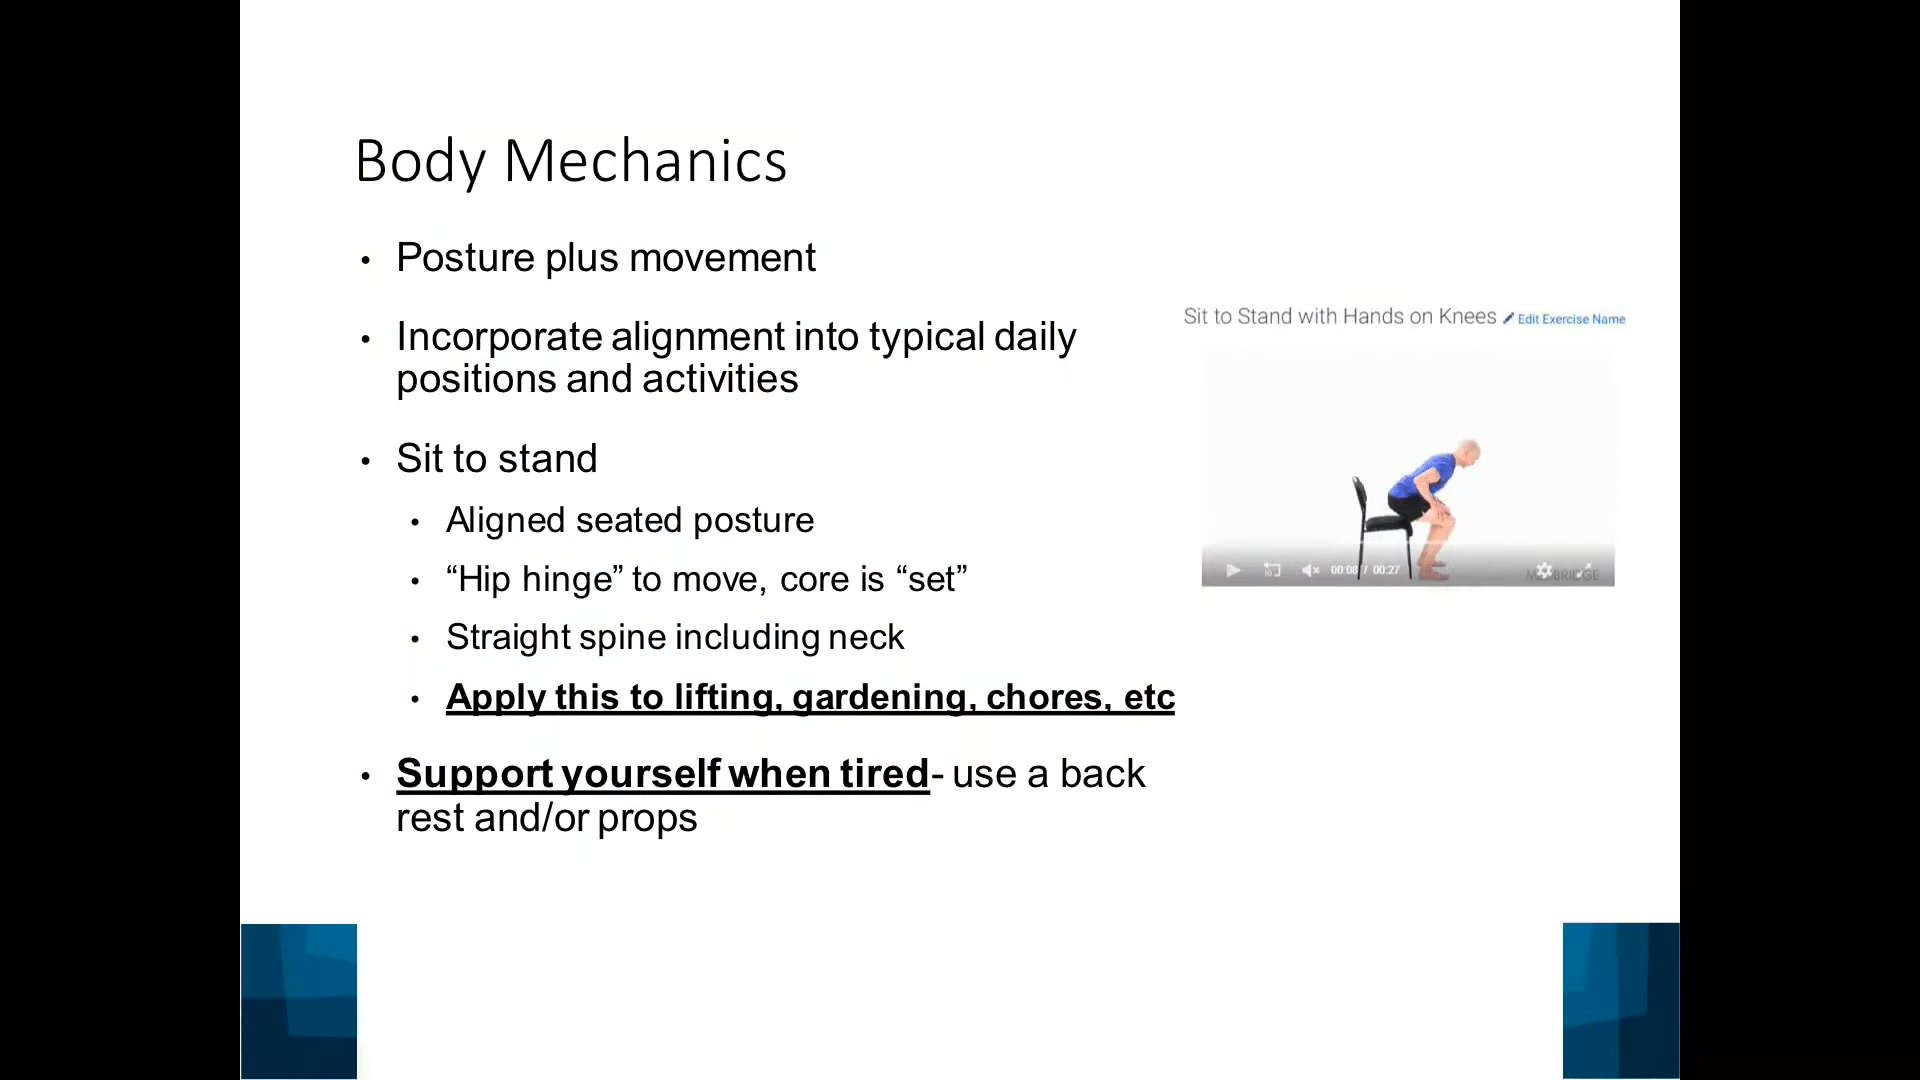 Body Mechanics
• Posture plus movement
• Incorporate alignment into typical daily
positions and activities
• Sit to stand
• Aligned seated posture
• “Hip hinge” to move, core is “set”
• Straight spine including neck
• Apply this to lifting, gardening, chores, etc
• Support yourself when tired- use a back
rest and/or props
Sit to Stand with Hands on Knees Edit Exercise Name
00:08 / 00:27